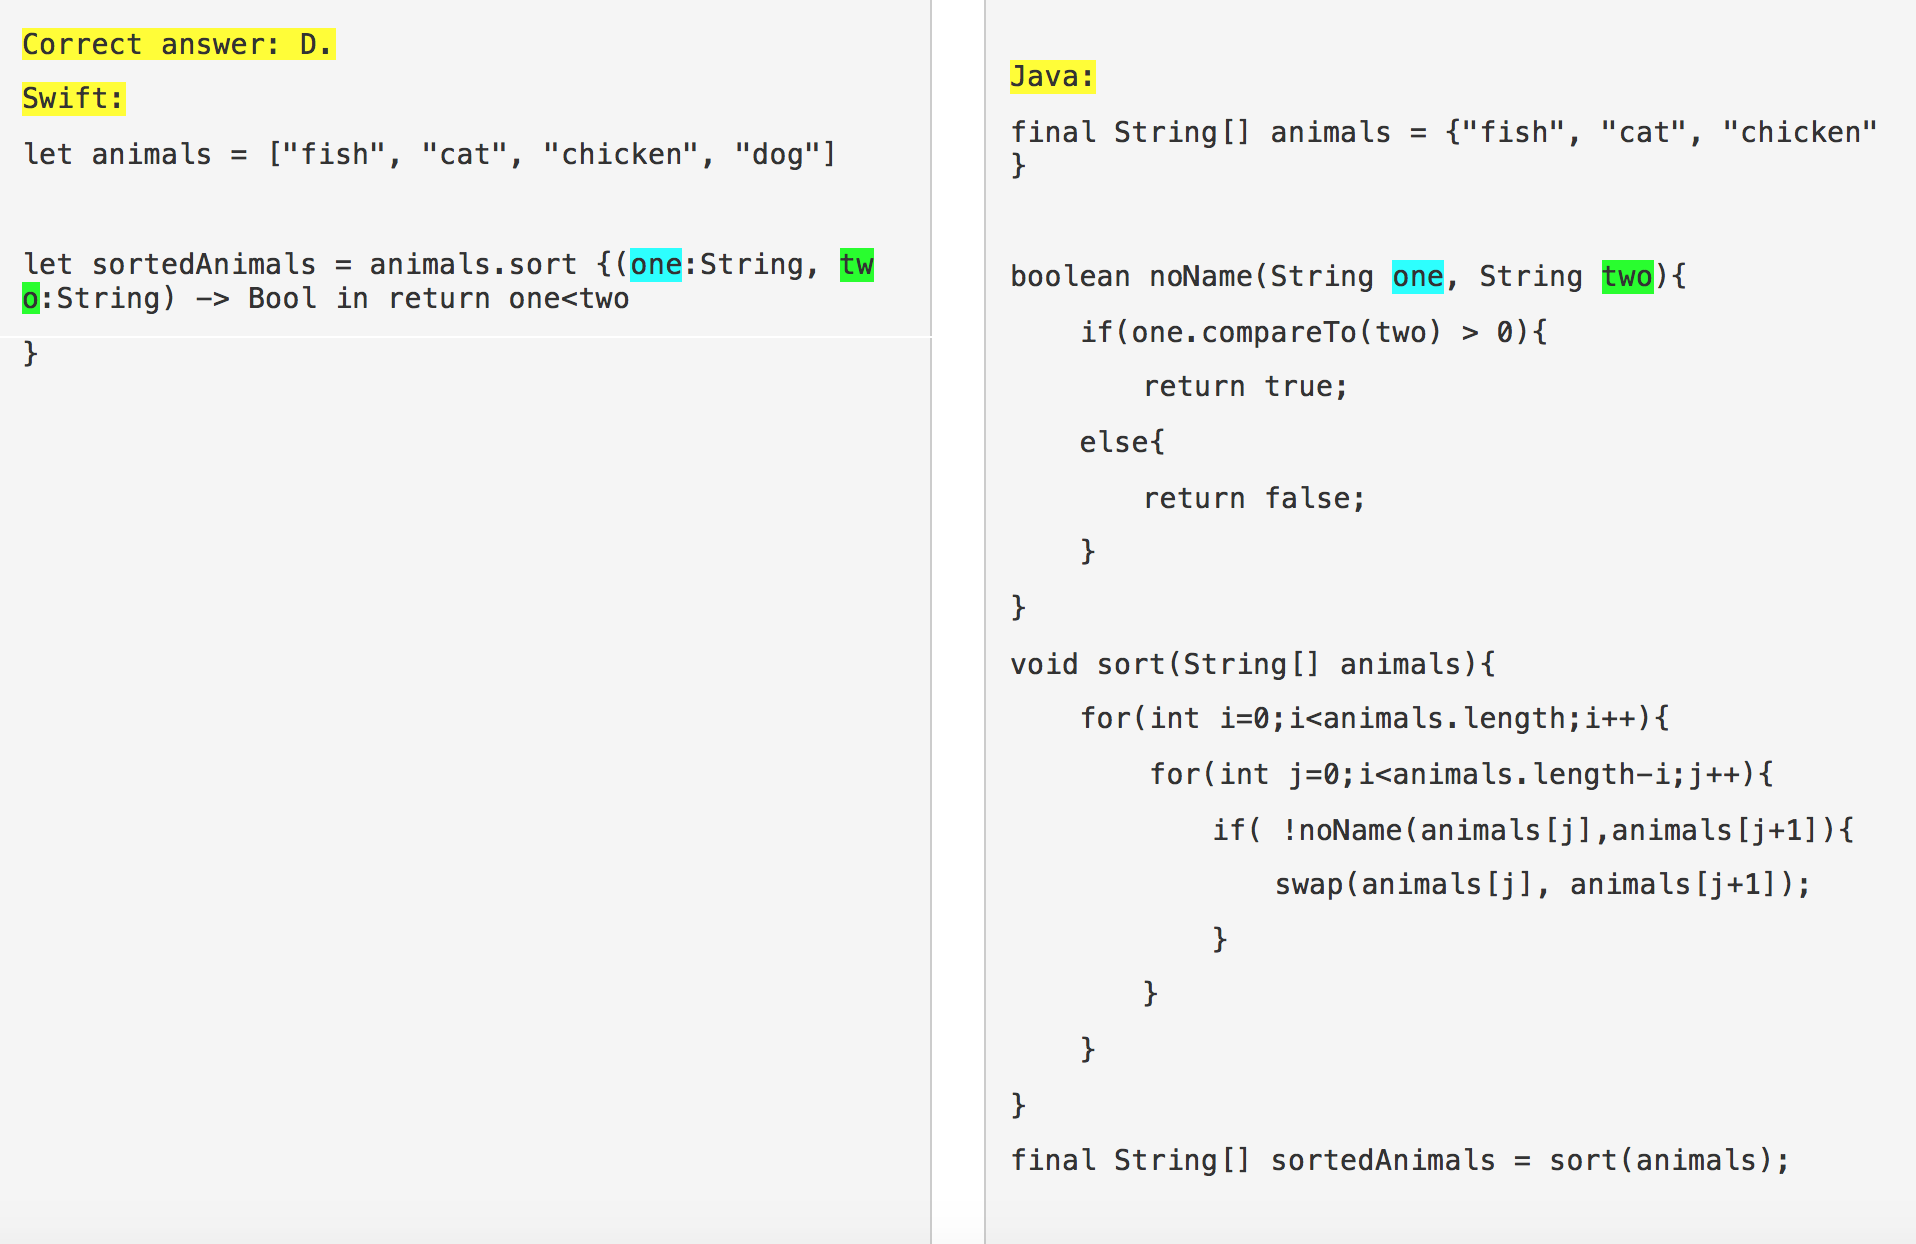 Correct answer: D.
Swift:
let animals = ["fish", "cat", "chicken", "dog"]
let sortedAnimals = animals.sort {(one:String, tw
o:String) -> Bool in return one<two
}
Java:
final String[] animals = {"fish", "cat", "chicken"
}
boolean noName(String one, String two){
if(one.compareTo(two) > 0){
return true;
else{
return false;
}
}
void sort(String[] animals){
for(int i=0;i<animals.length;i++){
for(int j=0;i<animals.length-i;j++){
if( !noName(animals[j],animals[j+1]){
swap(animals[j], animals[j+1]);
}
}
}
}
final String[] sortedAnimals = sort(animals);